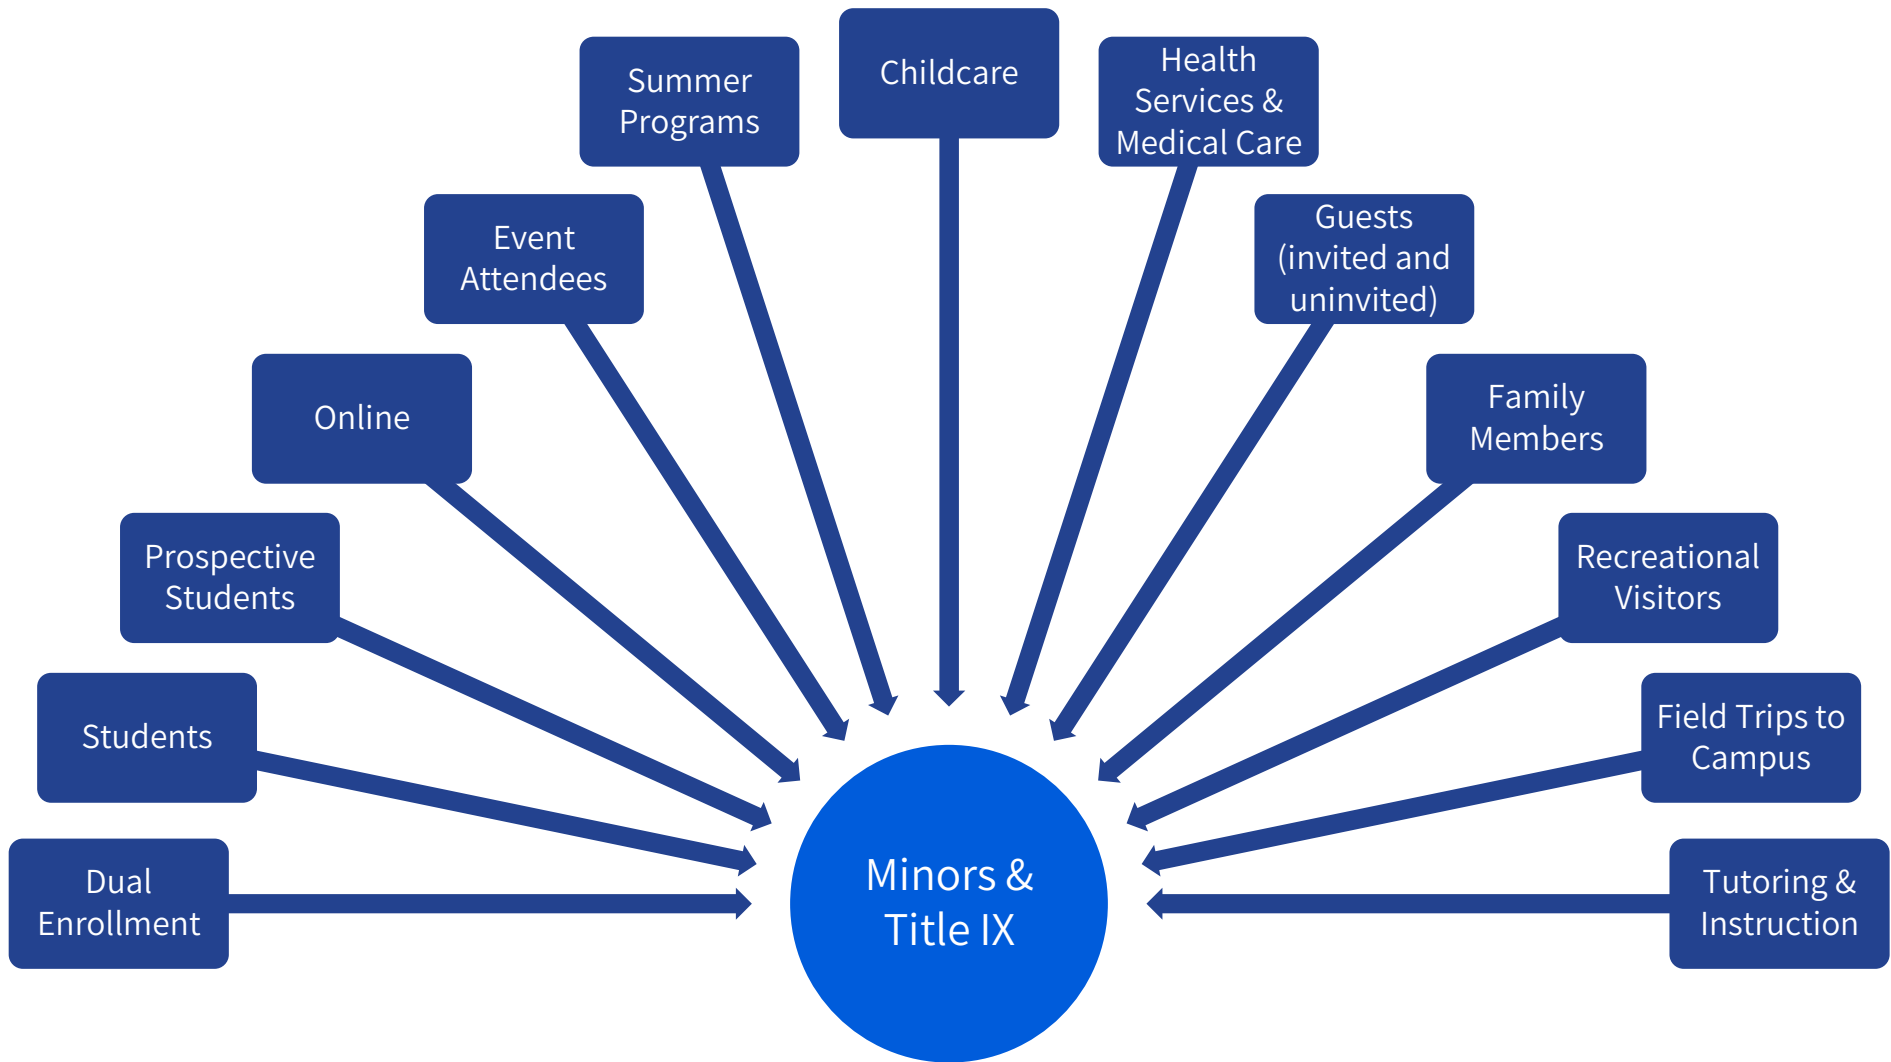 Childcare
Summer
Programs
Health
Services &
Medical Care
Event
Attendees
Guests
(invited and
uninvited)
Online
Family
Members
Prospective
Students
Recreational
Visitors
Students
Field Trips to
Campus
Dual
Enrollment
Minors &
Title IX
Tutoring &
Instruction